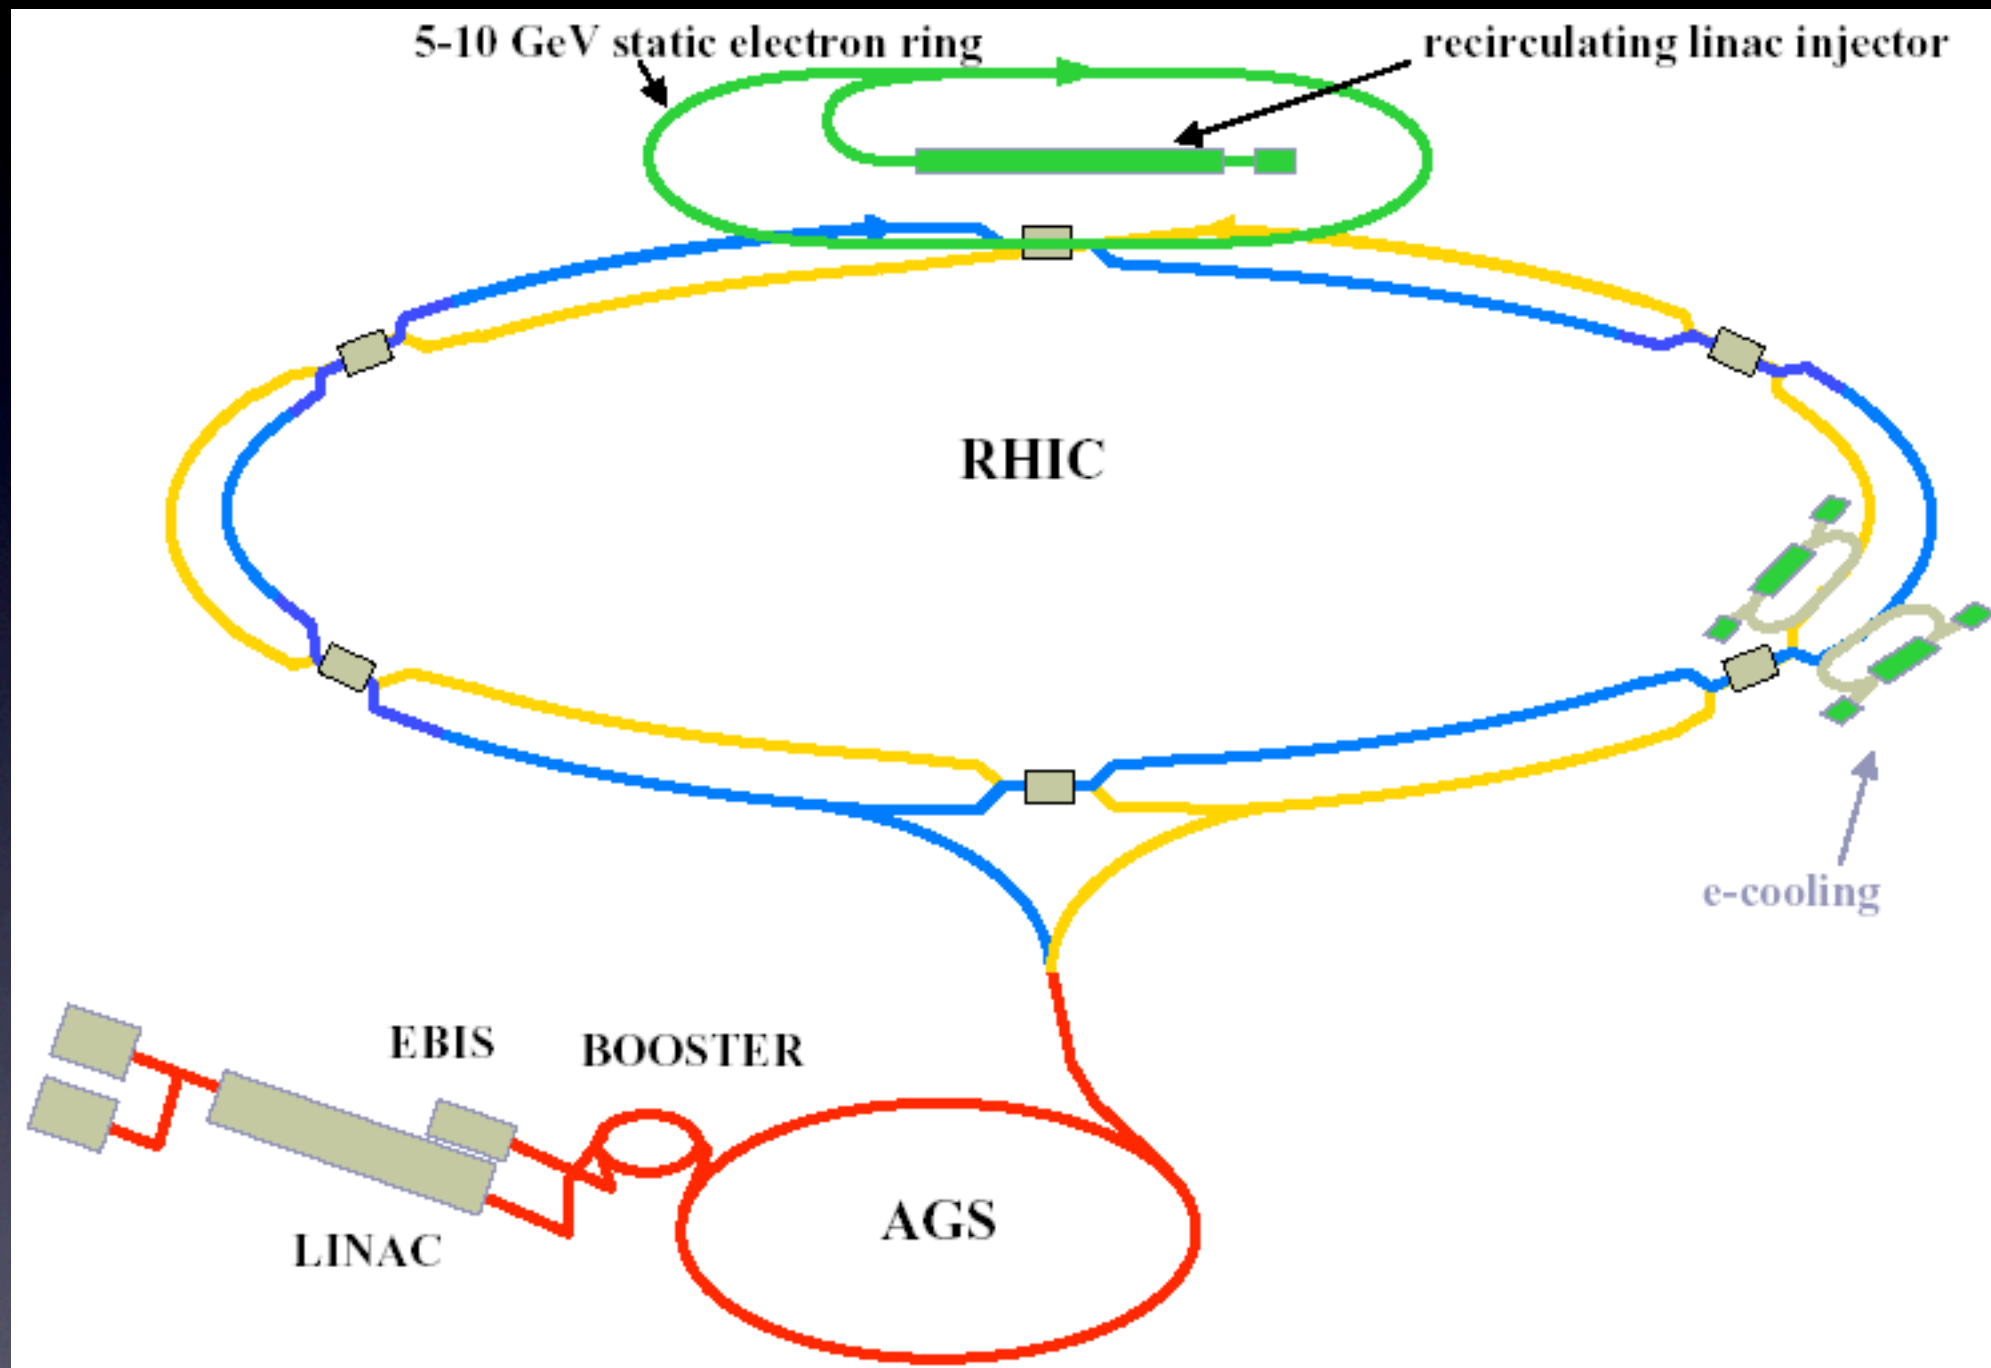 5-10 GeV static electron ring
recirculating linac injector
RHIC
e-cooling
EBIS
BOOSTER
AGS
LINAC